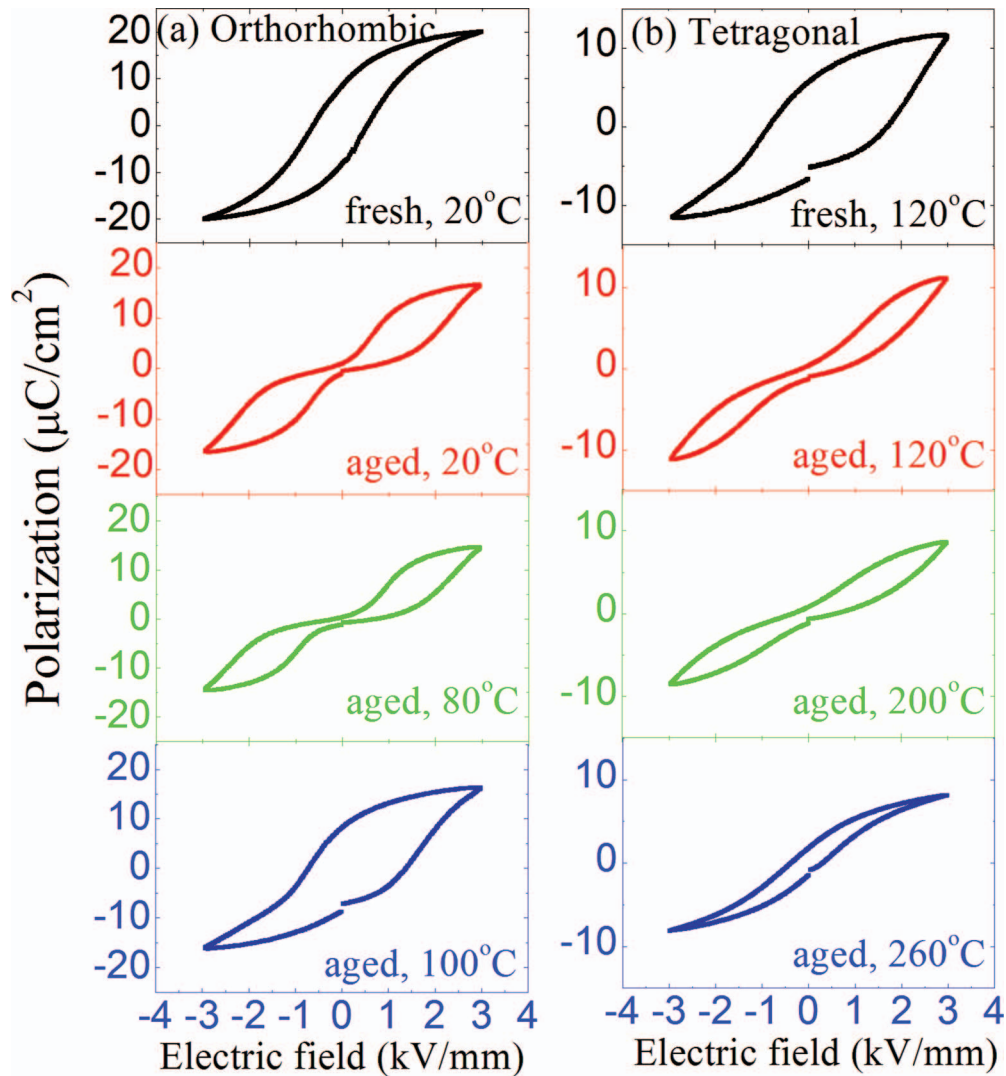 (a) Orthorhombic
(b) Tetragonal
20
10
0
-10
-20
fresh, 20°C
10
0
-10
fresh, 120°C
20
10
0
-10
-20
aged, 20°C
10
0
-10
aged, 120°C
Polarization (μC/cm²)
20
10
0
-10
-20
aged, 80°C
10
0
-10
aged, 200°C
20
10
0
-10
-20
aged, 100°C
10
0
-10
aged, 260°C
-4 -3 -2 -1 0 1 2 3 4
-3 -2 -1 0 1 2 3 4
Electric field (kV/mm)
Electric field (kV/mm)